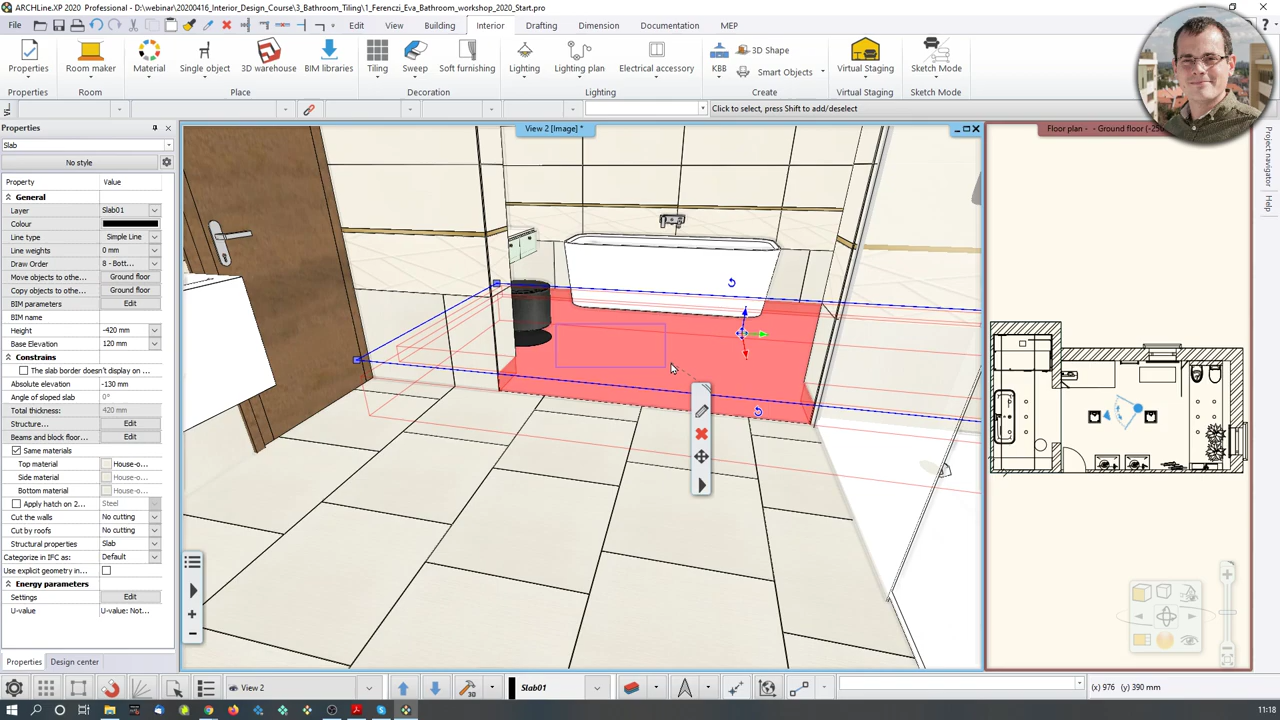 ARCHLine.XP 2020 Professional - D:\webinar\20200416_Interior_Design_Course\3_Bathroom_Tiling\1_Ferenczi_Eva_Bathroom_workshop_2020_Start.pro
File
Edit View Building Interior Drafting Dimension Documentation MEP
Properties Room maker Material Single object 3D warehouse BIM libraries Tiling Sweep Soft furnishing Lighting Lighting plan Electrical accessory KBB 3D Shape Smart Objects Virtual Staging Sketch Mode
Properties Room Place Decoration Lighting Create Virtual Staging Sketch Mode
Click to select, press Shift to add/deselect
Properties
View 2 [Image] *
Floor plan - - Ground floor
Slab
No style
Property Value
General
Layer Slab01
Colour
Line type Simple Line
Line weights 0 mm
Draw Order 8 - Bott...
Move objects to othe... Ground floor
Copy objects to othe... Ground floor
BIM parameters Edit
BIM name
Height -420 mm
Base Elevation 120 mm
Constrains
The slab border doesn't display on ...
Absolute elevation -130 mm
Angle of sloped slab 0°
Total thickness: 420 mm
Structure... Edit
Beams and block floor... Edit
Same materials
Top material House-o...
Side material House-o...
Bottom material House-o...
Apply hatch on 2... Steel
Cut the walls No cutting
Cut by roofs No cutting
Structural properties Slab
Categorize in IFC as: Default
Use explicit geometry in...
Energy parameters
Settings Edit
U-value U-value: Not...
Project navigator
Help
Properties Design center
View 2
Slab01
(x) 976 (y) 390 mm
11:18